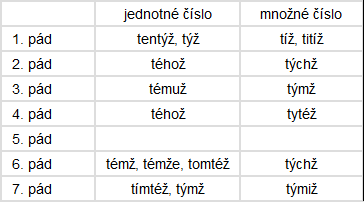 jednotné číslo množné číslo
1. pád tentýž, týž tíž, titíž
2. pád téhož týchž
3. pád témuž týmž
4. pád téhož tytéž
5. pád
6. pád témž, témže, tomtéž týchž
7. pád tímtéž, týmž týmiž